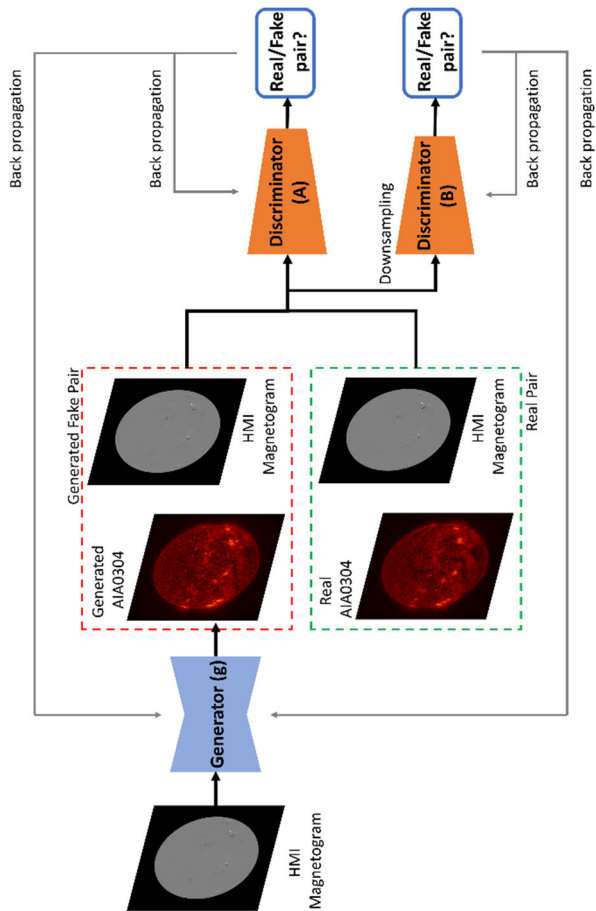 HMI
Magnetogram
Generator (g)
Generated
AIA0304
Generated Fake Pair
HMI
Magnetogram
Real
AIA0304
HMI
Magnetogram
Real Pair
Back propagation
Back propagation
Discriminator
(A)
Real/Fake
pair?
Downsampling
Discriminator
(B)
Real/Fake
pair?
Back propagation
Back propagation